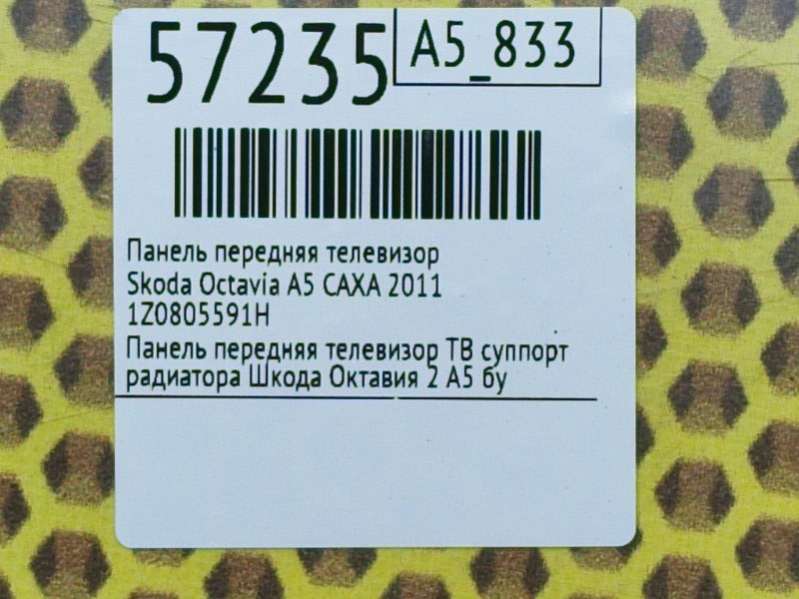 57235
A5_833
Панель передняя телевизор
Skoda Octavia A5 CAXA 2011
1Z0805591H
Панель передняя телевизор ТВ суппорт
радиатора Шкода Октавия 2 А5 бу